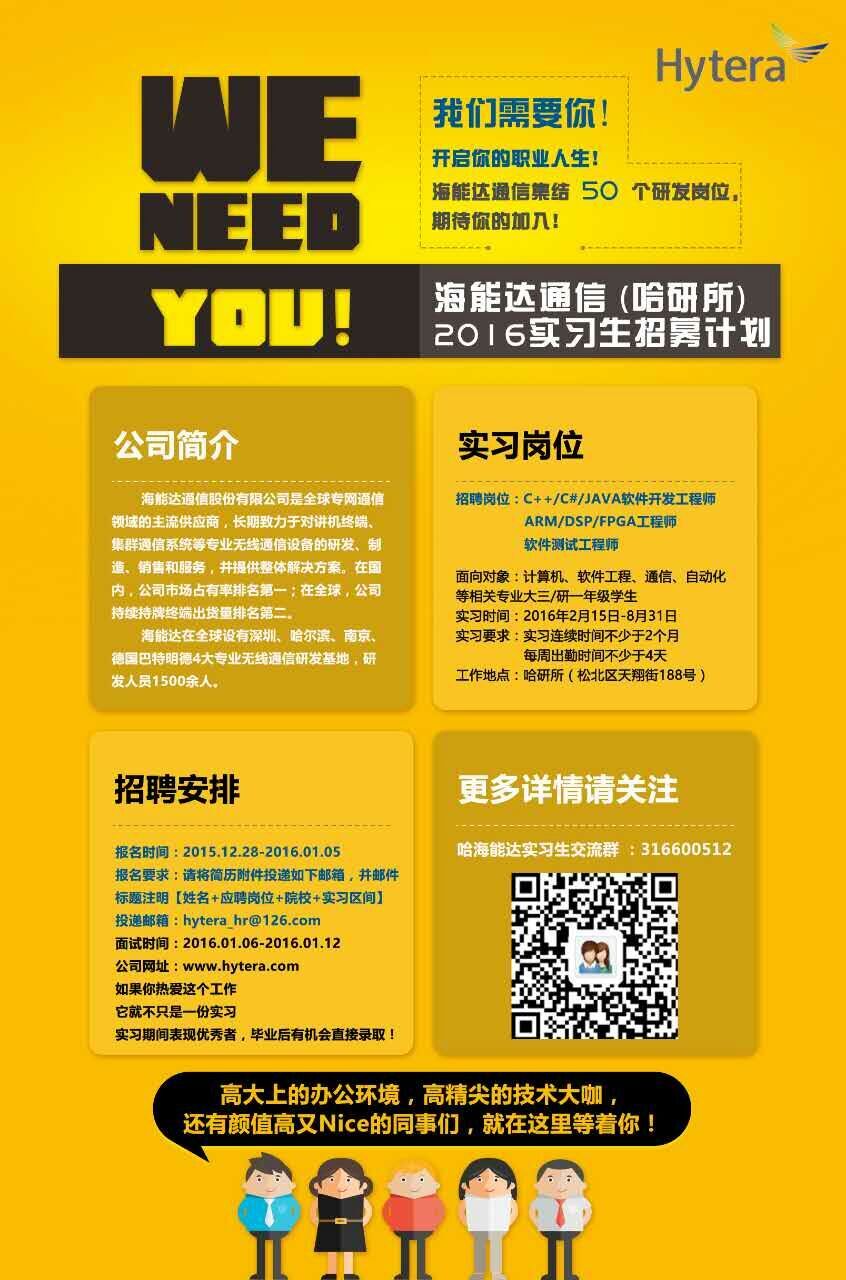 Hytera
WE
NEED
YOU!
我们需要你!
开启你的职业人生!
海能达通信集结 50 个研发岗位,
期待你的加入!
海能达通信(哈研所)
2016实习生招募计划
公司简介
海能达通信股份有限公司是全球专网通信
领域的主流供应商，长期致力于对讲机终端、
集群通信系统等专业无线通信设备的研发、制
造、销售和服务，并提供整体解决方案。在国
内，公司市场占有率排名第一；在全球，公司
持续持牌终端出货量排名第二。
海能达在全球设有深圳、哈尔滨、南京、
德国巴特明德4大专业无线通信研发基地，研
发人员1500余人。
实习岗位
招聘岗位：C++/C#/JAVA软件开发工程师
ARM/DSP/FPGA工程师
软件测试工程师
面向对象：计算机、软件工程、通信、自动化
等相关专业大三/研一年级学生
实习时间：2016年2月15日-8月31日
实习要求：实习连续时间不少于2个月
每周出勤时间不少于4天
工作地点：哈研所（松北区天翔街188号）
招聘安排
报名时间：2015.12.28-2016.01.05
报名要求：请将简历附件投递如下邮箱，并邮件
标题注明【姓名+应聘岗位+院校+实习区间】
投递邮箱：hytera_hr@126.com
面试时间：2016.01.06-2016.01.12
公司网址：www.hytera.com
如果你热爱这个工作
它就不只是一份实习
实习期间表现优秀者，毕业后有机会直接录取！
更多详情请关注
哈海能达实习生交流群 ：316600512
高大上的办公环境，高精尖的技术大咖，
还有颜值高又Nice的同事们，就在这里等着你！